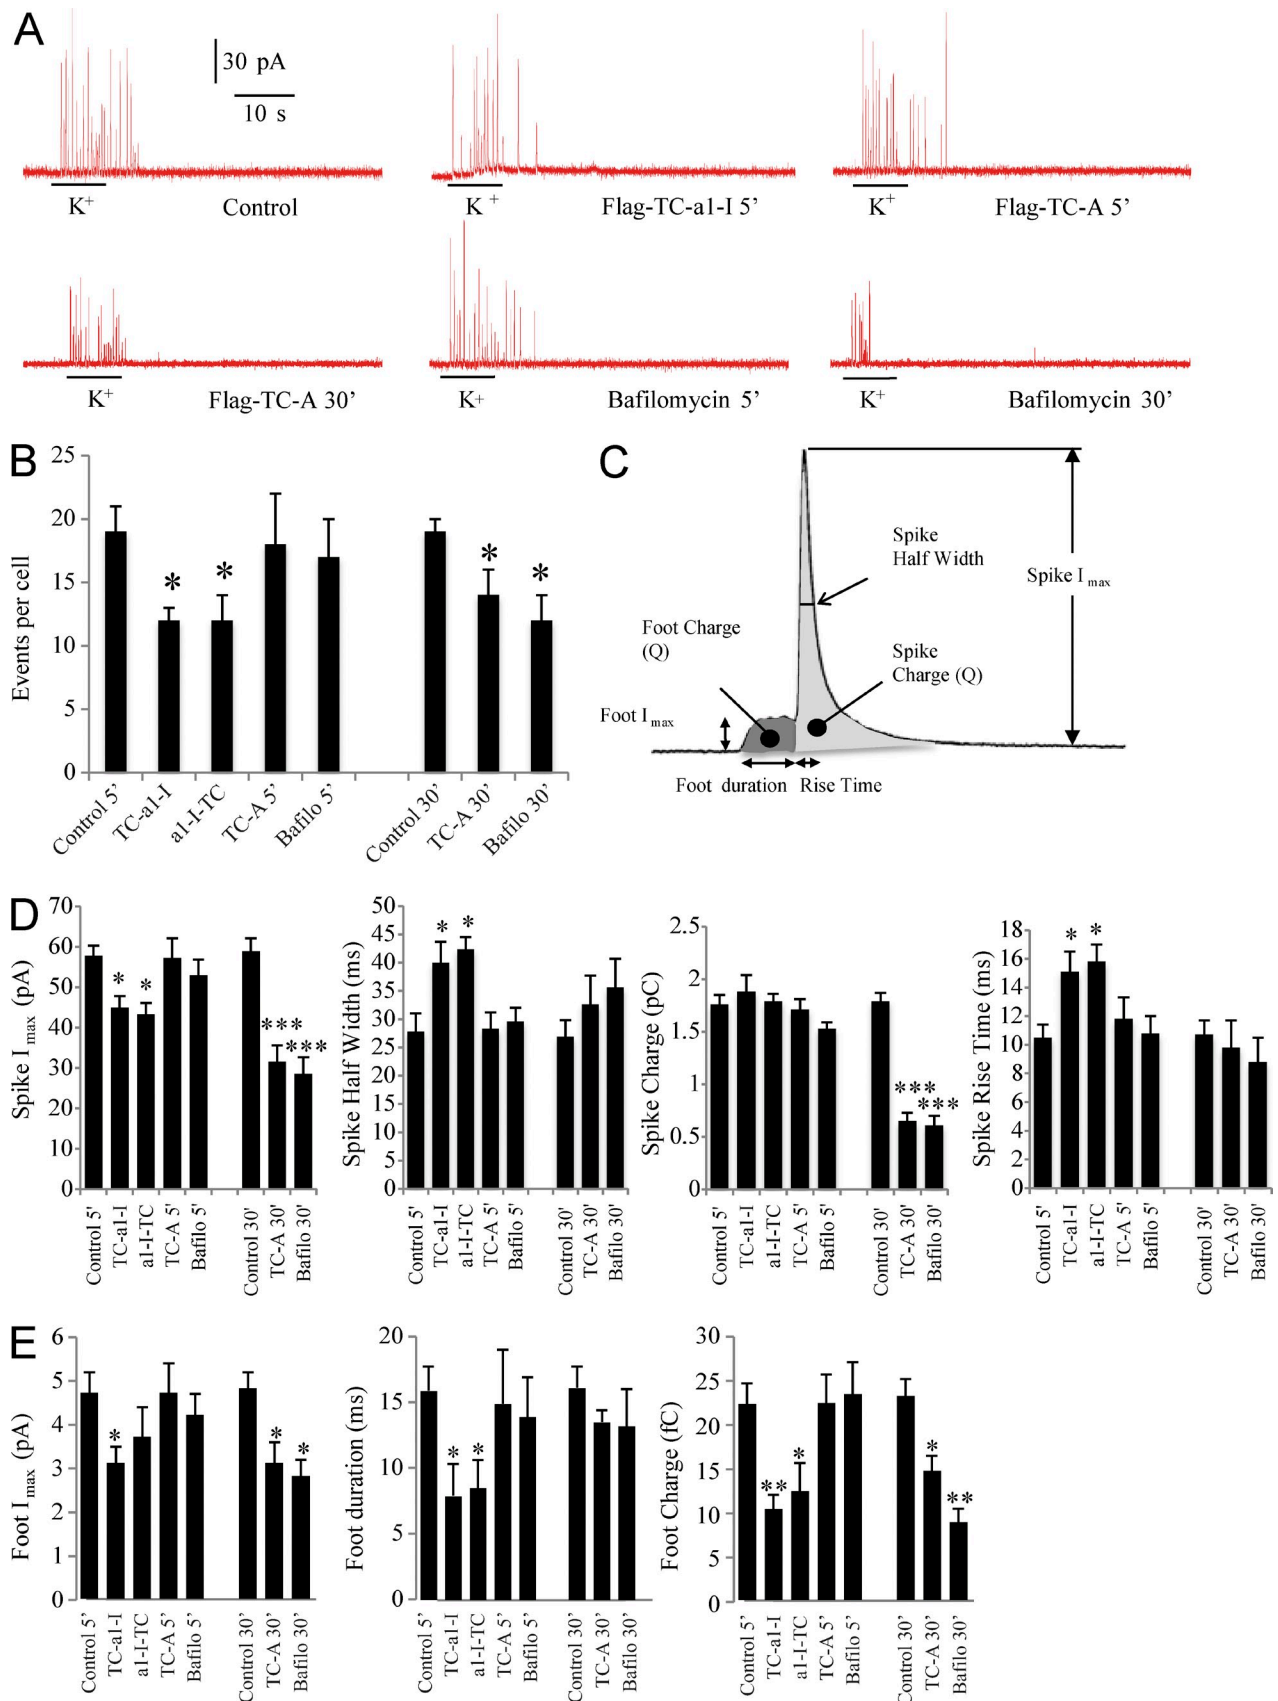 A
30 pA
10 s
K+
Control
K +
Flag-TC-a1-I 5’
K+
Flag-TC-A 5’
K+
Flag-TC-A 30’
K+
Bafilomycin 5’
K+
Bafilomycin 30’
B
Events per cell
25
20
15
10
5
0
*
*
*
*
Control 5’
TC-a1-I
a1-I-TC
TC-A 5’
Bafilo 5’
Control 30’
TC-A 30’
Bafilo 30’
C
Spike
Half Width
Spike Imax
Foot Charge
(Q)
Spike
Charge (Q)
Foot Imax
Foot duration
Rise Time
D
Spike Imax (pA)
70
60
50
40
30
20
10
0
*
*
***
***
Control 5'
TC-a1-I
a1-I-TC
TC-A 5'
Bafilo 5'
Control 30'
TC-A 30'
Bafilo 30'
Spike Half Width (ms)
50
45
40
35
30
25
20
15
10
5
0
*
*
Control 5'
TC-a1-I
a1-I-TC
TC-A 5'
Bafilo 5'
Control 30'
TC-A 30'
Bafilo 30'
Spike Charge (pC)
2.5
2
1.5
1
0.5
0
***
***
Control 5'
TC-a1-I
a1-I-TC
TC-A 5'
Bafilo 5'
Control 30'
TC-A 30'
Bafilo 30'
Spike Rise Time (ms)
18
16
14
12
10
8
6
4
2
0
*
*
Control 5'
TC-a1-I
a1-I-TC
TC-A 5'
Bafilo 5'
Control 30'
TC-A 30'
Bafilo 30'
E
Foot Imax (pA)
6
5
4
3
2
1
0
*
*
*
Control 5’
TC-a1-I
a1-I-TC
TC-A 5’
Bafilo 5’
Control 30’
TC-A 30’
Bafilo 30’
Foot duration (ms)
20
15
10
5
0
*
*
Control 5’
TC-a1-I
a1-I-TC
TC-A 5’
Bafilo 5’
Control 30’
TC-A 30’
Bafilo 30’
Foot Charge (fC)
30
25
20
15
10
5
0
**
*
*
**
Control 5’
TC-a1-I
a1-I-TC
TC-A 5’
Bafilo 5’
Control 30’
TC-A 30’
Bafilo 30’